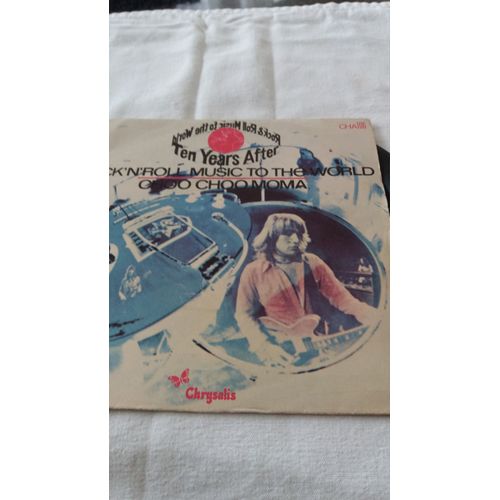 Rock & Roll Music to the World
Ten Years After
CHA
CK'N'ROLL MUSIC TO THE WORLD
CHOO CHOO MOMA
Chrysalis